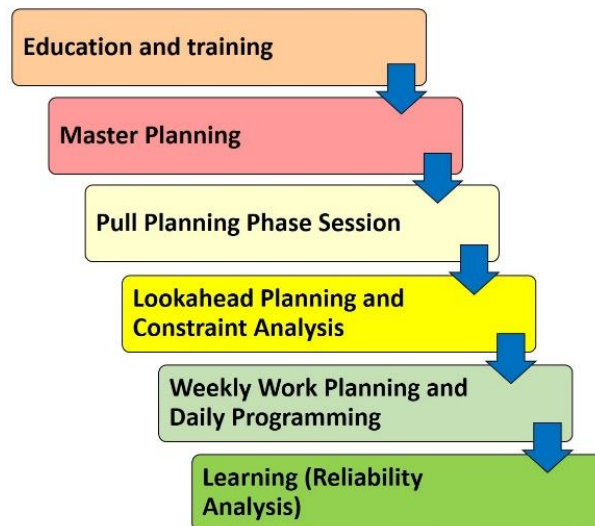 Education and training
Master Planning
Pull Planning Phase Session
Lookahead Planning and
Constraint Analysis
Weekly Work Planning and
Daily Programming
Learning (Reliability
Analysis)